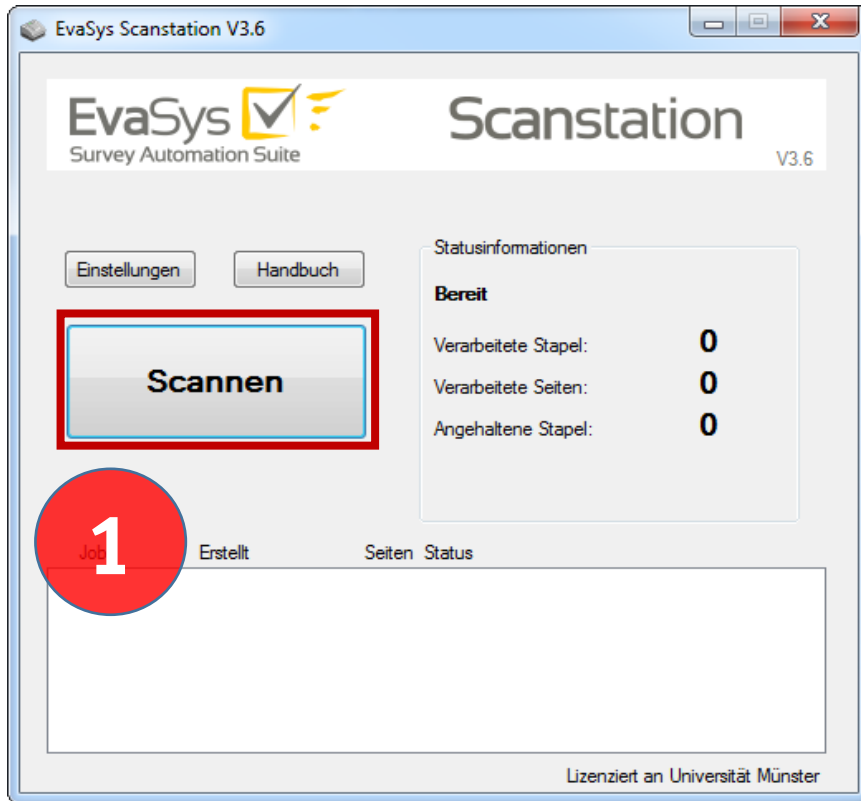 EvaSys Scanstation V3.6
EvaSys
Survey Automation Suite
Scanstation
V3.6
Einstellungen
Handbuch
Scannen
Statusinformationen
Bereit
Verarbeitete Stapel: 0
Verarbeitete Seiten: 0
Angehaltene Stapel: 0
1
Job Erstellt Seiten Status
Lizenziert an Universität Münster